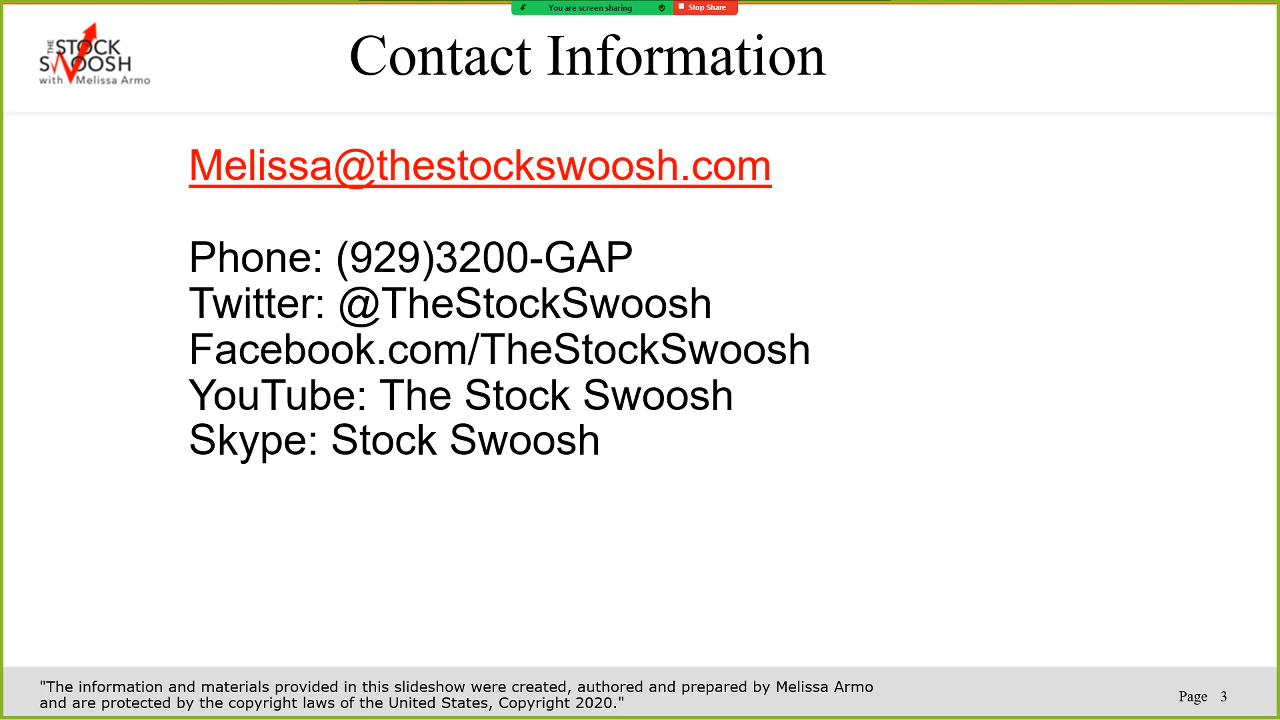 You are screen sharing
Stop Share
THE STOCK
SWOOSH
with Melissa Armo
Contact Information
Melissa@thestockswoosh.com
Phone: (929)3200-GAP
Twitter: @TheStockSwoosh
Facebook.com/TheStockSwoosh
YouTube: The Stock Swoosh
Skype: Stock Swoosh
"The information and materials provided in this slideshow were created, authored and prepared by Melissa Armo
and are protected by the copyright laws of the United States, Copyright 2020."
Page 3